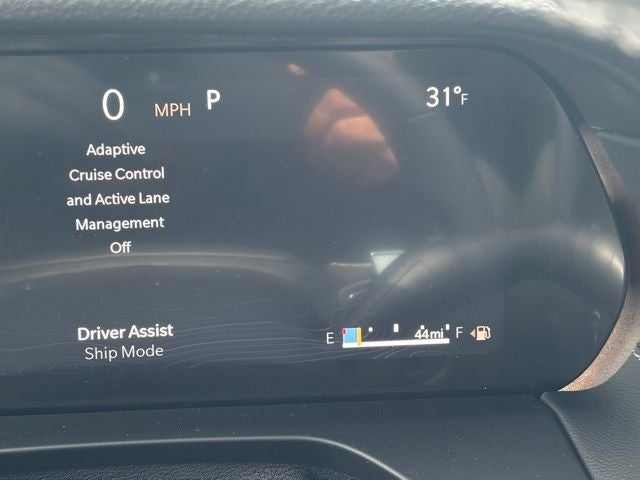 0 MPH P 31°F
Adaptive
Cruise Control
and Active Lane
Management
Off
Driver Assist
Ship Mode
E 44mi F